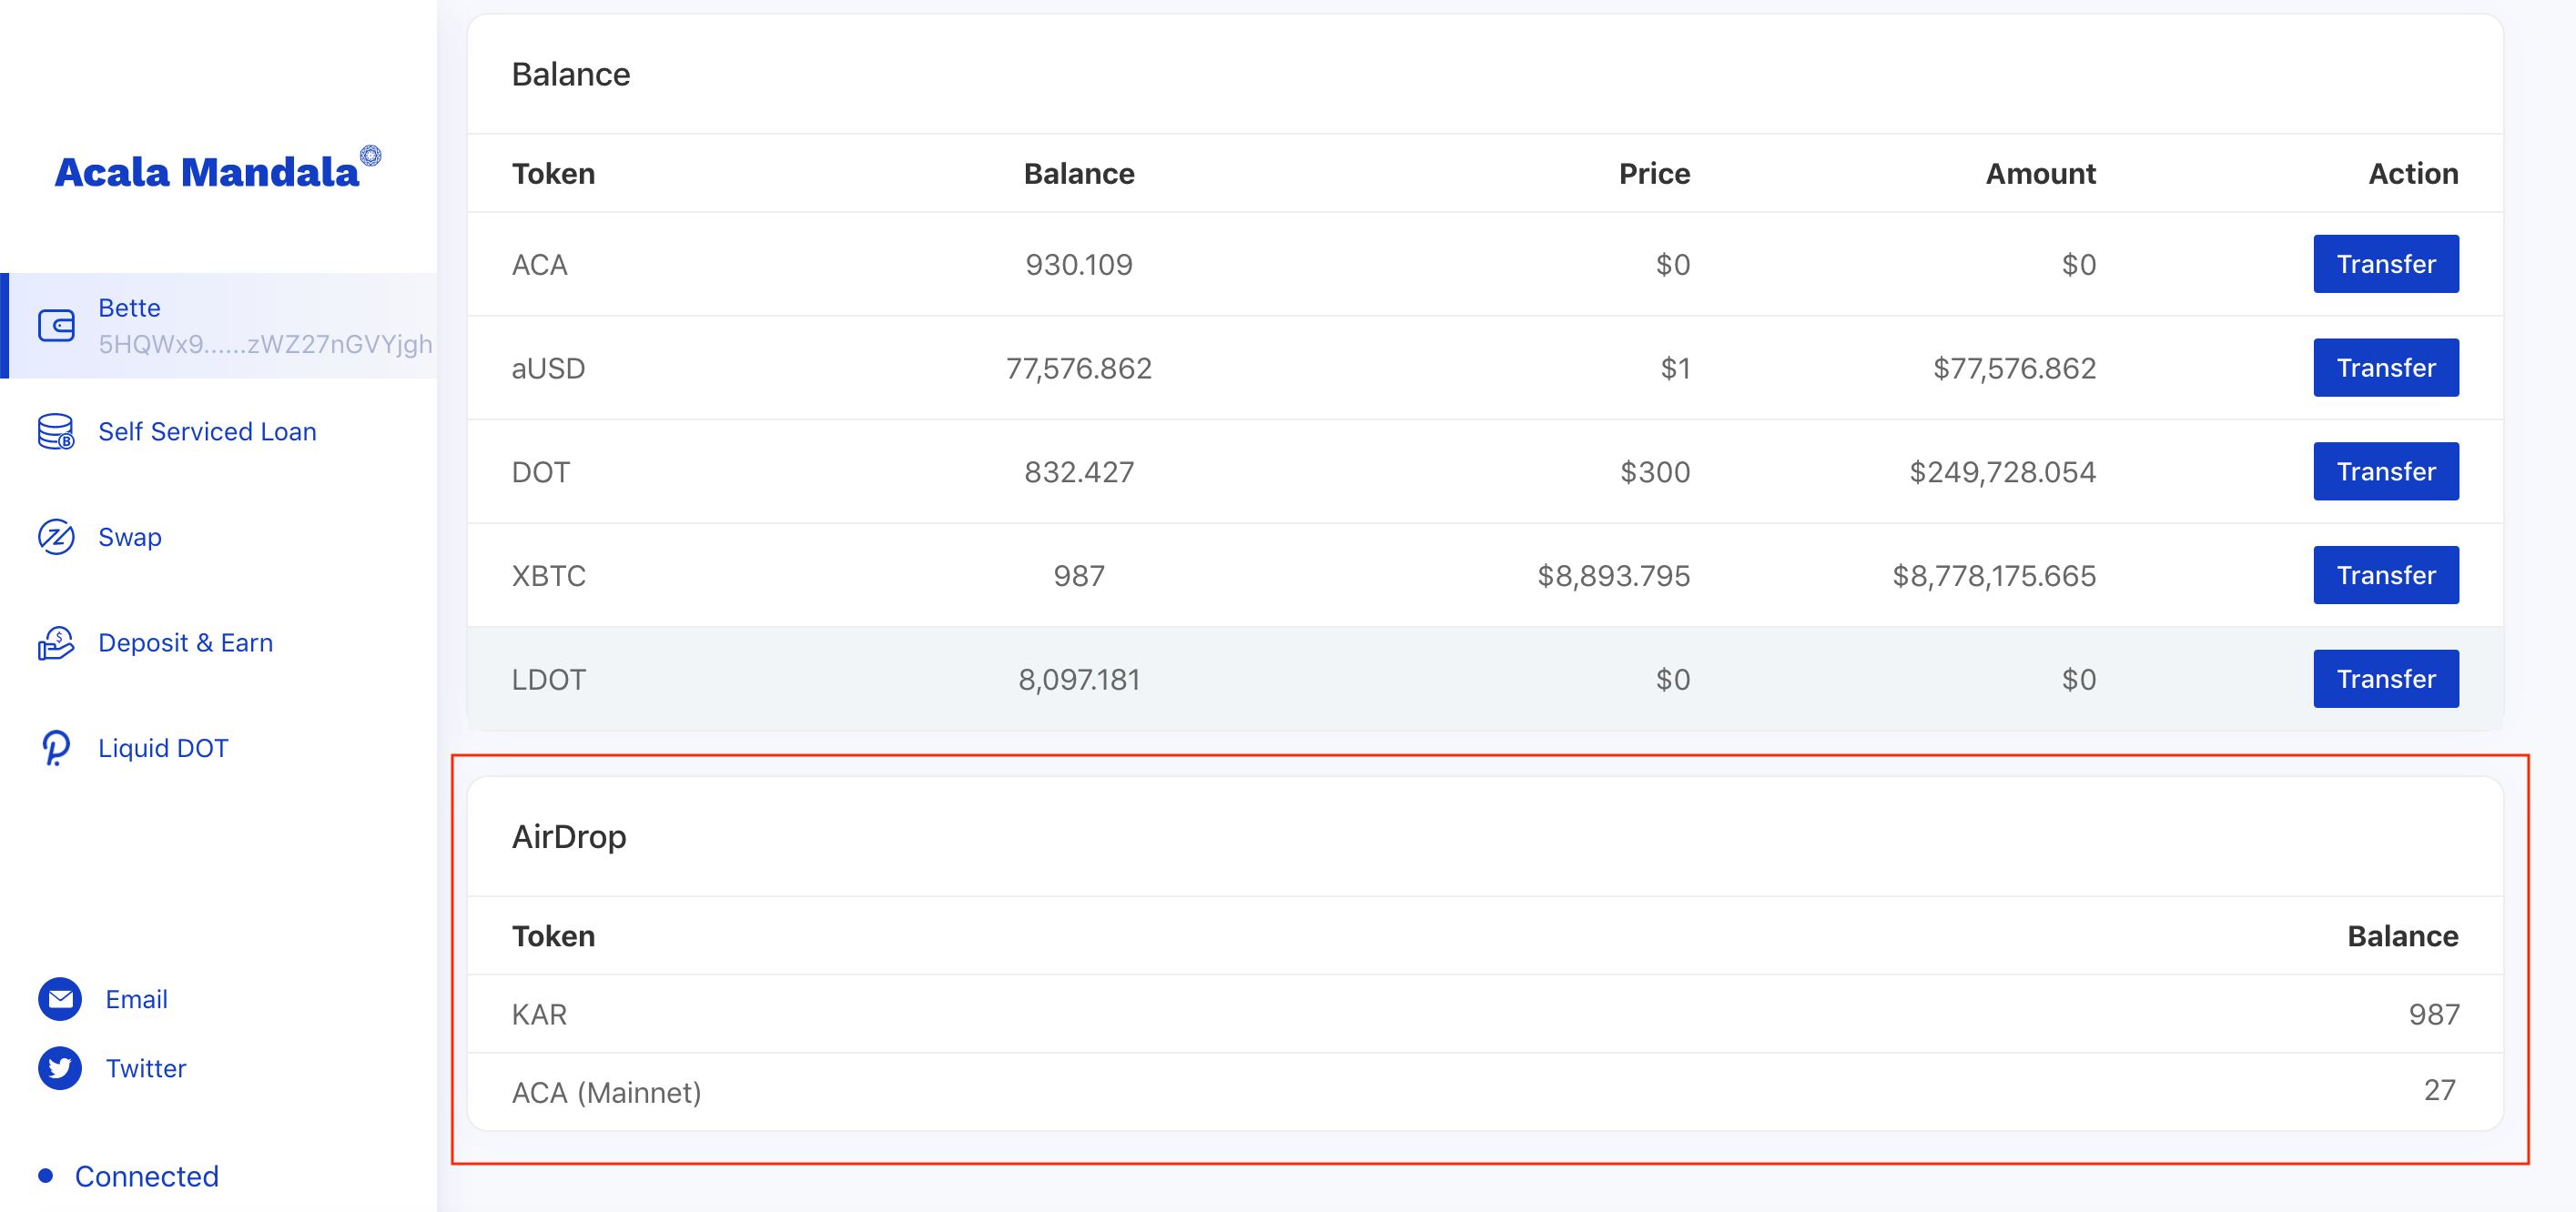 Acala Mandala
Bette
5HQWx9......zWZ27nGVYjgh
Self Serviced Loan
Swap
Deposit & Earn
Liquid DOT
Email
Twitter
Connected
Balance
Token Balance Price Amount Action
ACA 930.109 $0 $0 Transfer
aUSD 77,576.862 $1 $77,576.862 Transfer
DOT 832.427 $300 $249,728.054 Transfer
XBTC 987 $8,893.795 $8,778,175.665 Transfer
LDOT 8,097.181 $0 $0 Transfer
AirDrop
Token Balance
KAR 987
ACA (Mainnet) 27